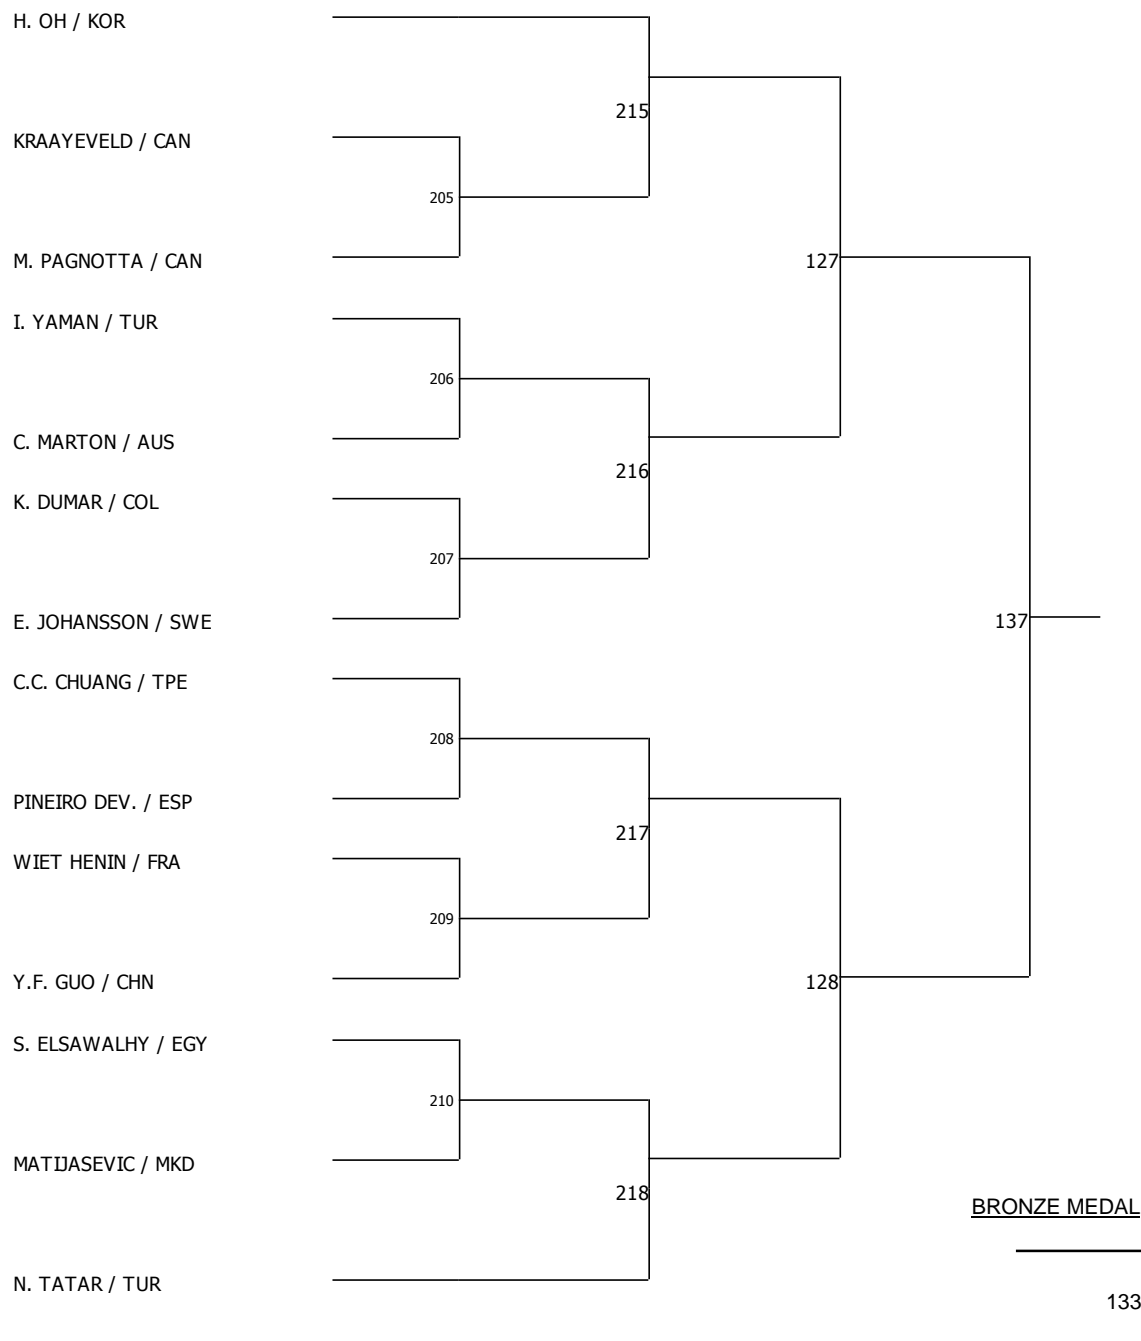 H. OH / KOR
215
KRAAYEVELD / CAN
205
M. PAGNOTTA / CAN
127
I. YAMAN / TUR
206
C. MARTON / AUS
216
K. DUMAR / COL
207
E. JOHANSSON / SWE
137
C.C. CHUANG / TPE
208
PINEIRO DEV. / ESP
217
WIET HENIN / FRA
209
Y.F. GUO / CHN
128
S. ELSAWALHY / EGY
210
MATIJASEVIC / MKD
218
BRONZE MEDAL
N. TATAR / TUR
133